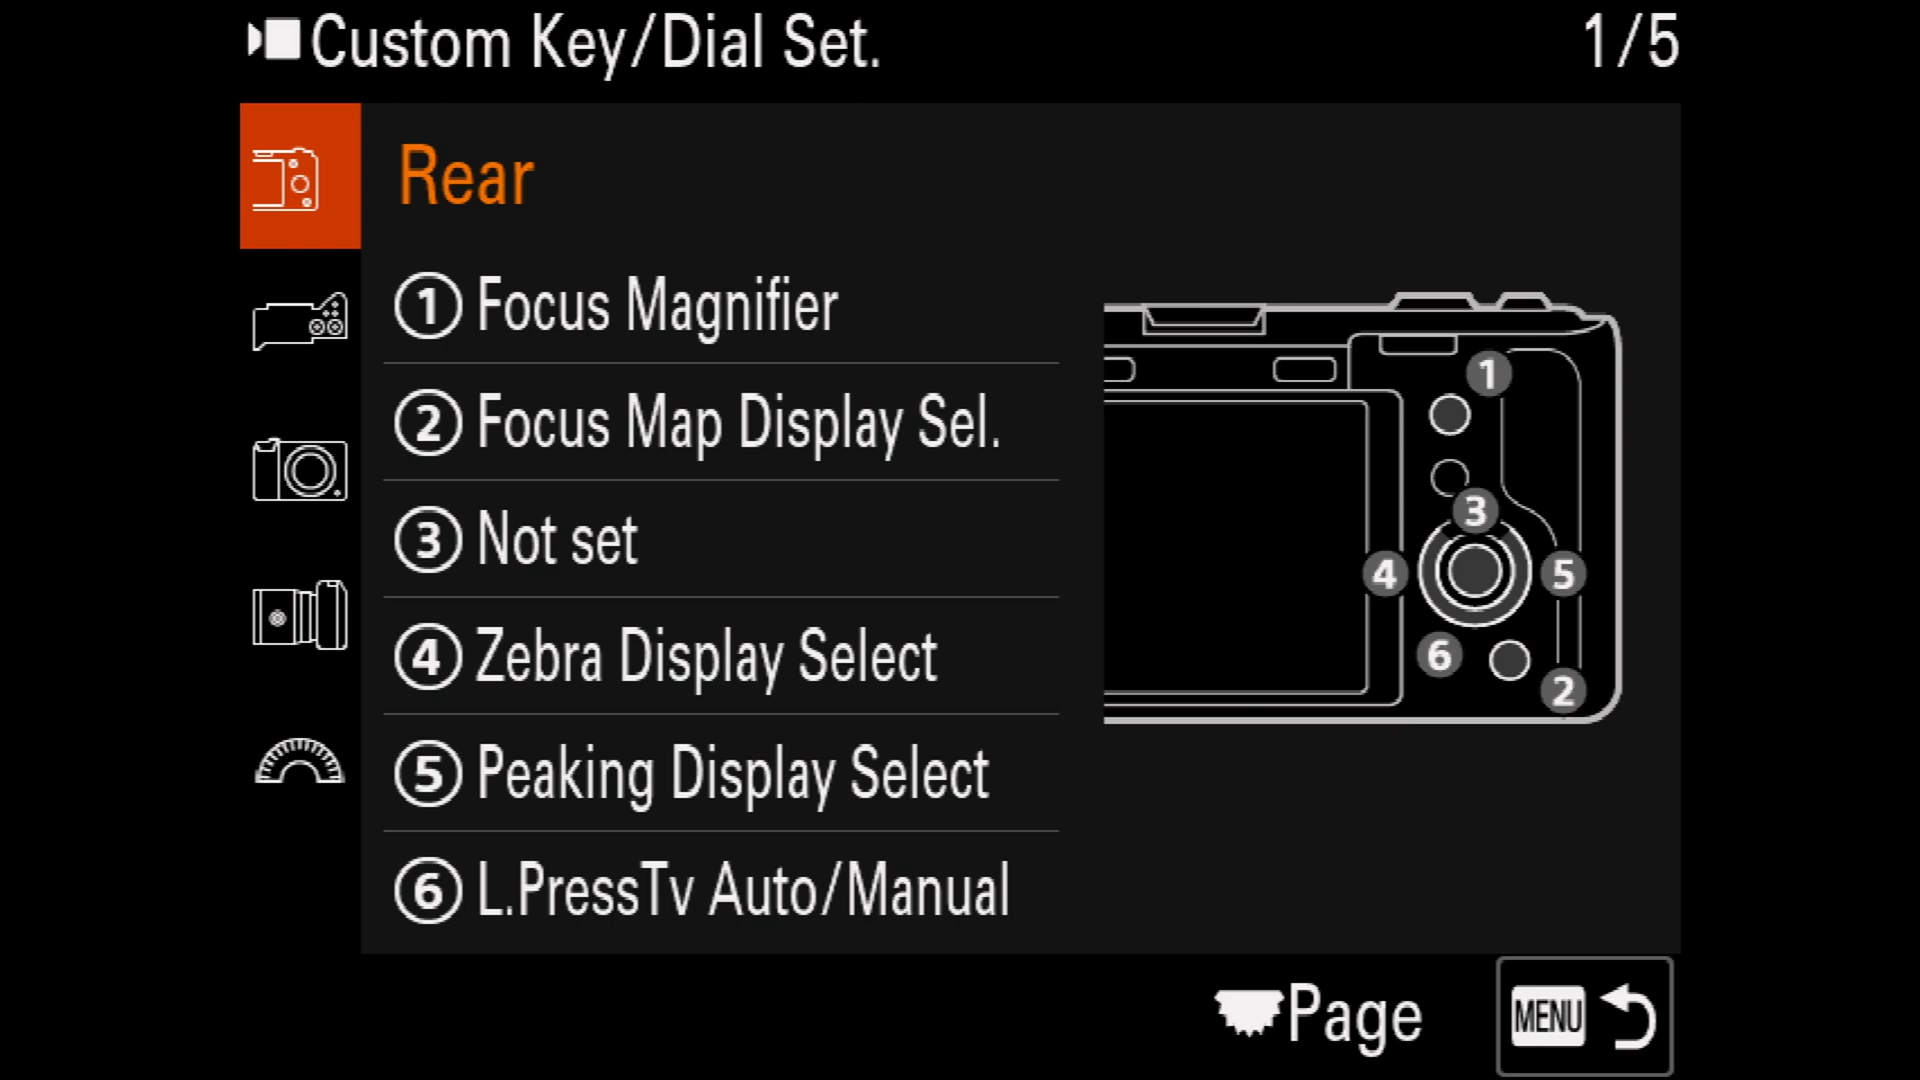 Custom Key/Dial Set. 1/5
Rear
① Focus Magnifier
② Focus Map Display Sel.
③ Not set
④ Zebra Display Select
⑤ Peaking Display Select
⑥ L.PressTv Auto/Manual
1
3
4 5
6
2
Page MENU